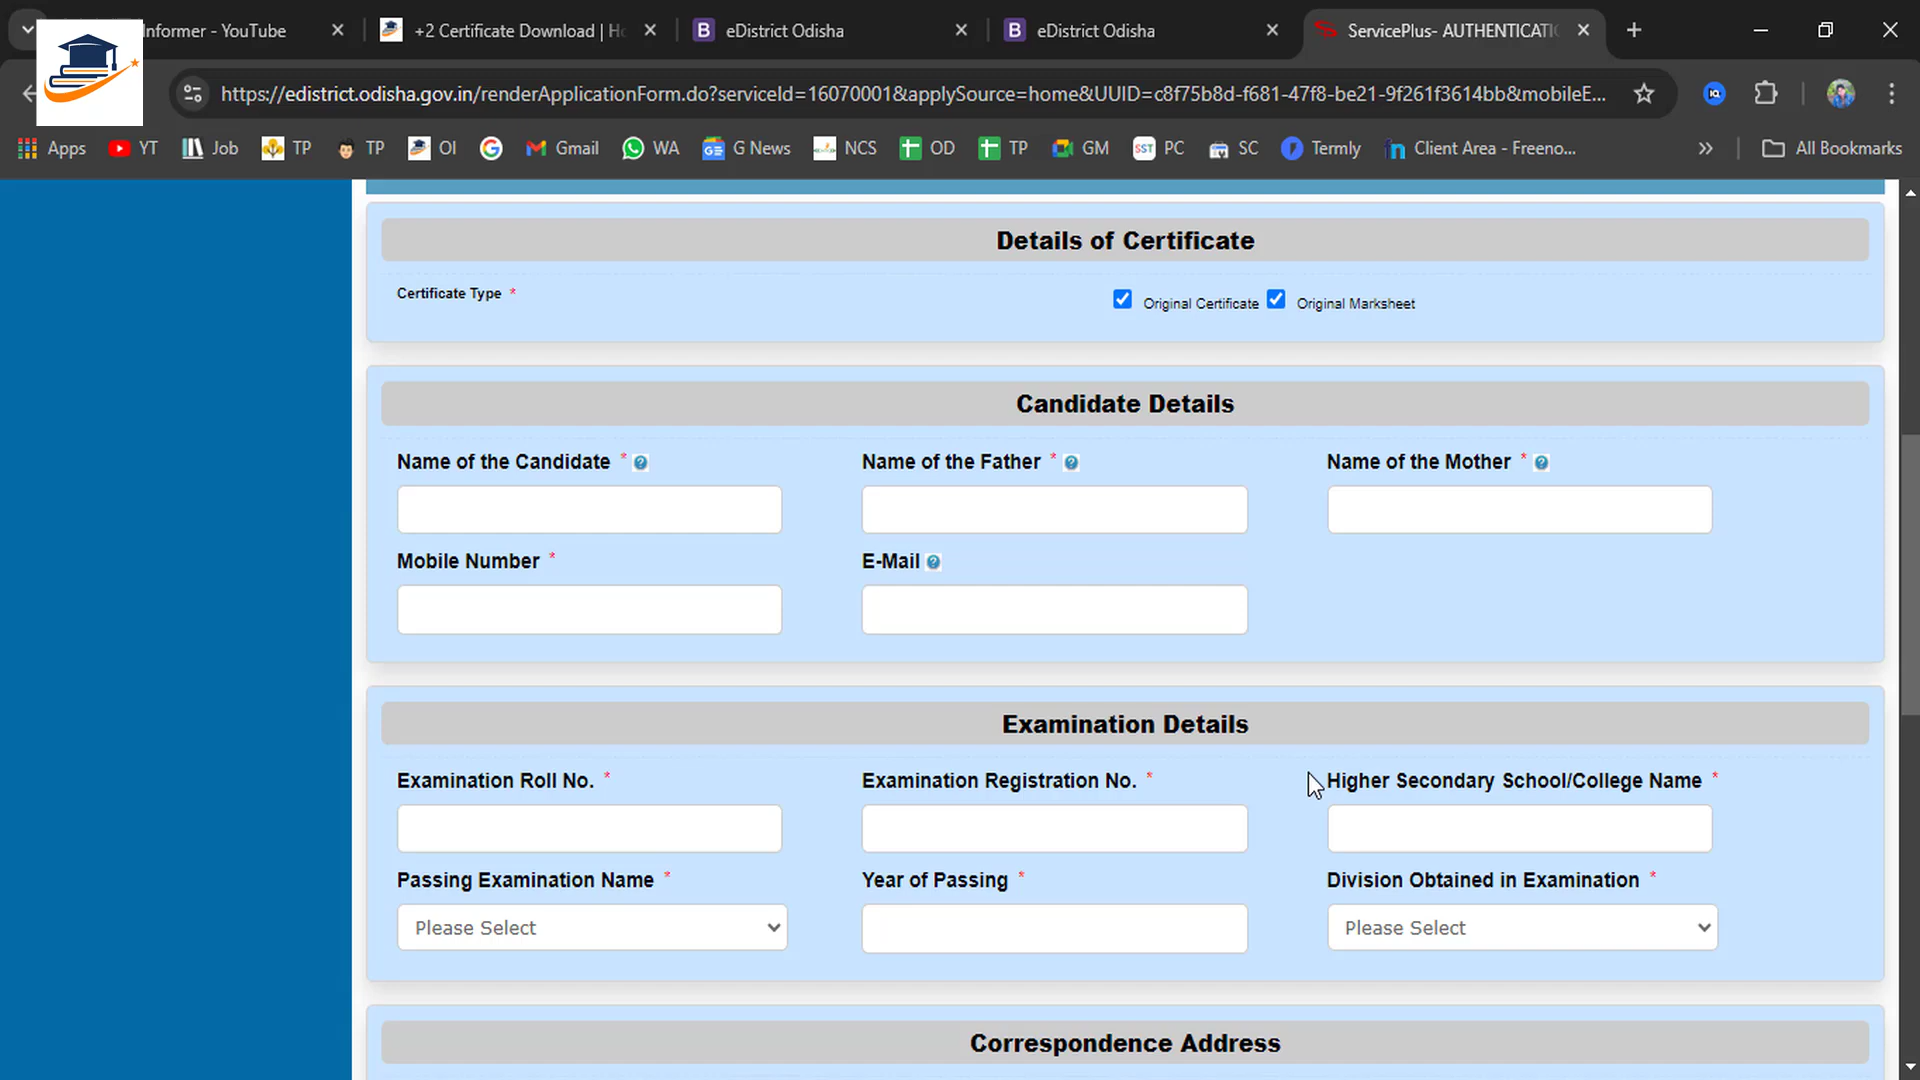 Informer - YouTube
+2 Certificate Download | H
eDistrict Odisha
eDistrict Odisha
ServicePlus- AUTHENTICATI
https://edistrict.odisha.gov.in/renderApplicationForm.do?serviceId=16070001&applySource=home&UUID=c8f75b8d-f681-47f8-be21-9f261f3614bb&mobileE...
Apps YT Job TP TP OI Gmail WA G News NCS OD TP GM SST PC SC Termly Client Area - Freeno... » All Bookmarks
Details of Certificate
Certificate Type * Original Certificate Original Marksheet
Candidate Details
Name of the Candidate * Name of the Father * Name of the Mother *
Mobile Number * E-Mail
Examination Details
Examination Roll No. * Examination Registration No. * Higher Secondary School/College Name *
Passing Examination Name * Year of Passing * Division Obtained in Examination *
Please Select Please Select
Correspondence Address